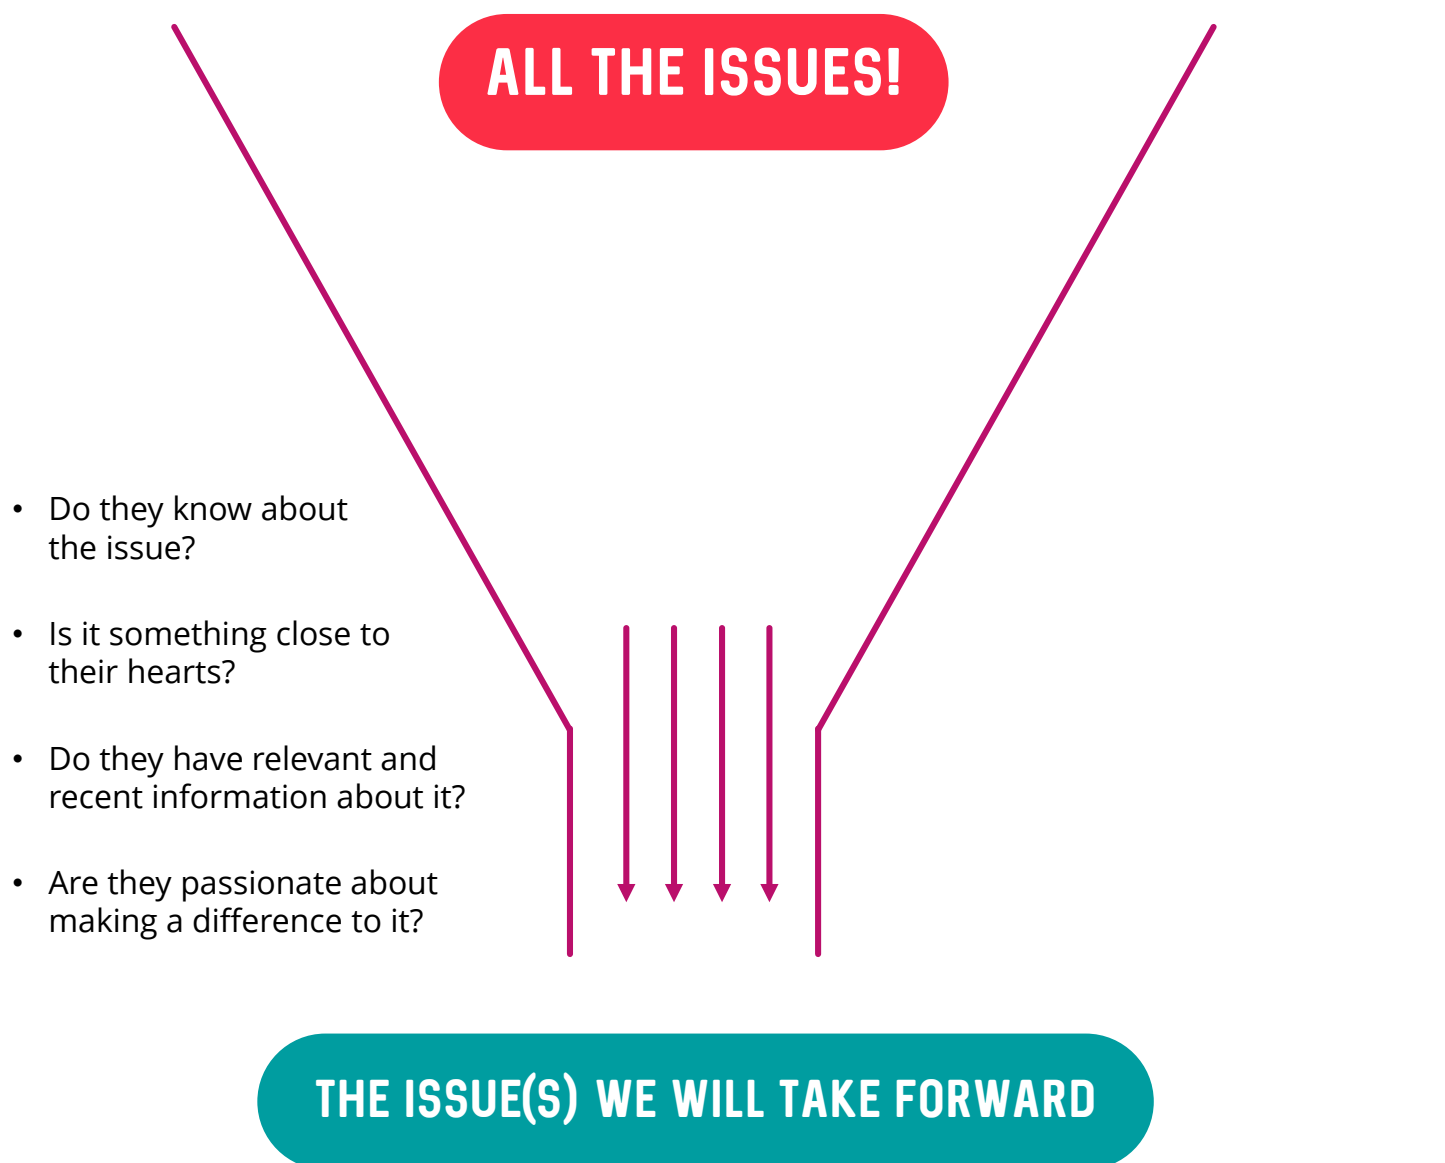 ALL THE ISSUES!
• Do they know about
the issue?
• Is it something close to
their hearts?
• Do they have relevant and
recent information about it?
• Are they passionate about
making a difference to it?
THE ISSUE(S) WE WILL TAKE FORWARD